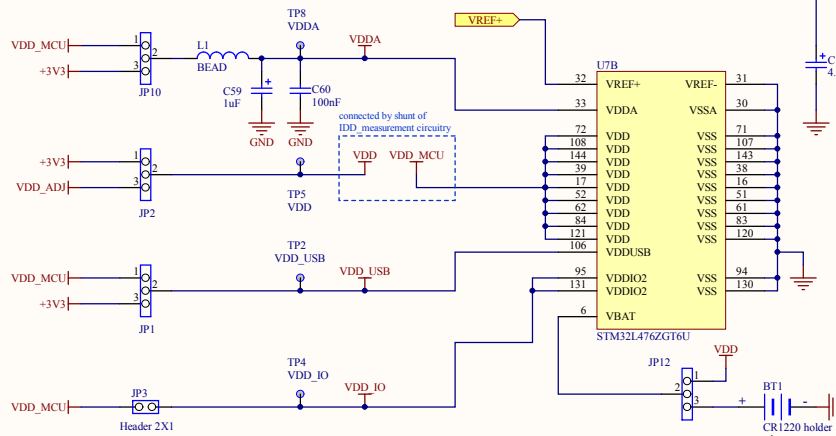 VREF+
TP8
VDDA
VDDA
VDD_MCU
+3V3
1
2
3
JP10
L1
BEAD
+
C59
1uF
C60
100nF
GND
GND
connected by shunt of
IDD_measurement circuitry
VDD
VDD_MCU
+3V3
VDD_ADJ
1
2
3
JP2
TP5
VDD
TP2
VDD_USB
VDD_USB
VDD_MCU
+3V3
1
2
3
JP1
TP4
VDD_IO
VDD_IO
VDD_MCU
JP3
Header 2X1
U7B
32 VREF+ VREF- 31
33 VDDA VSSA 30
72 VDD VSS 71
108 VDD VSS 107
144 VDD VSS 143
39 VDD VSS 38
17 VDD VSS 16
52 VDD VSS 51
62 VDD VSS 61
84 VDD VSS 83
121 VDD VSS 120
106 VDDUSB
95 VDDIO2 VSS 94
131 VDDIO2 VSS 130
6 VBAT
STM32L476ZGT6U
JP12
VDD
1
2
3
BT1
+ -
CR1220 holder
+
C
4.